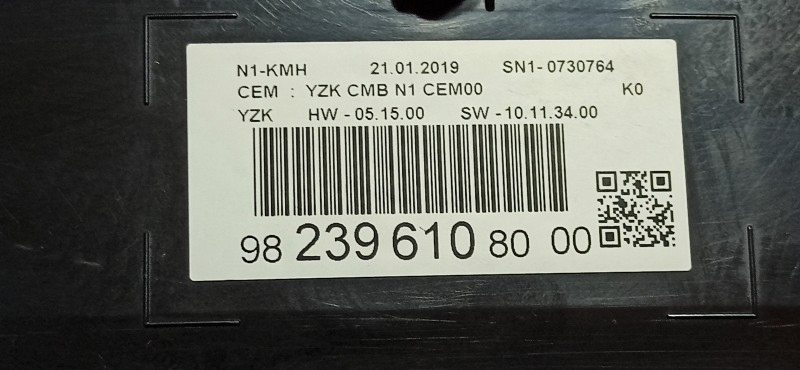 N1-KMH 21.01.2019 SN1- 0730764
CEM : YZK CMB N1 CEM00 K0
YZK HW - 05.15.00 SW - 10.11.34.00
98 239 610 80 00